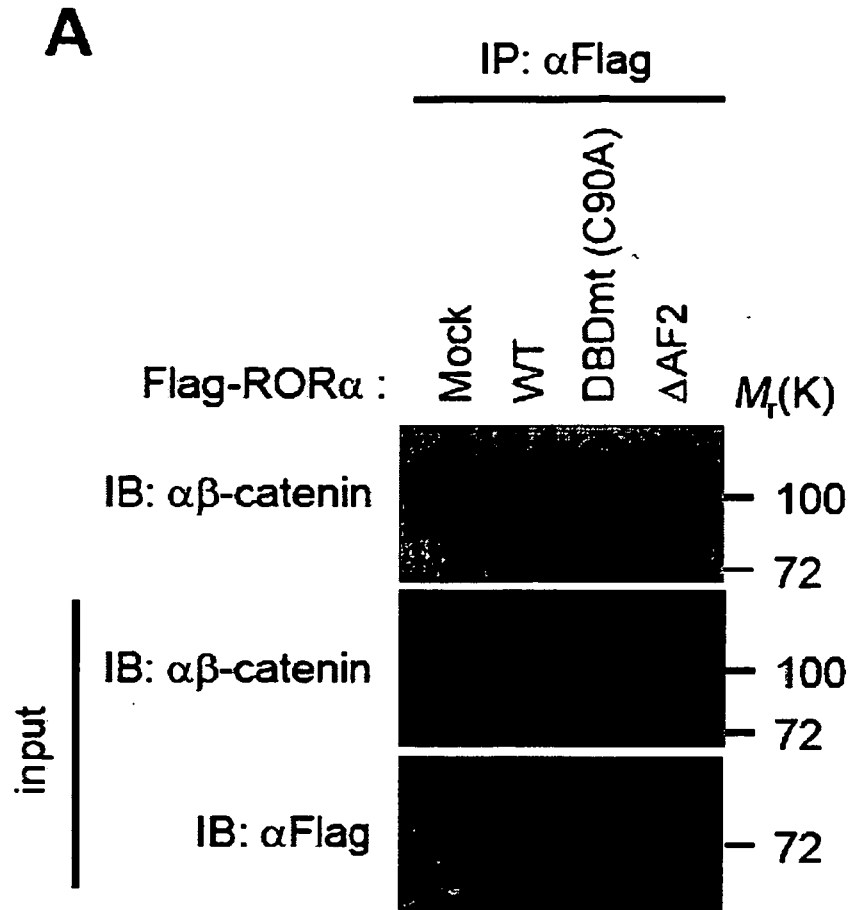 A
IP: αFlag
Flag-RORα :
Mock
WT
DBDmt (C90A)
ΔAF2
Mr(K)
IB: αβ-catenin
100
72
input
IB: αβ-catenin
100
72
IB: αFlag
72